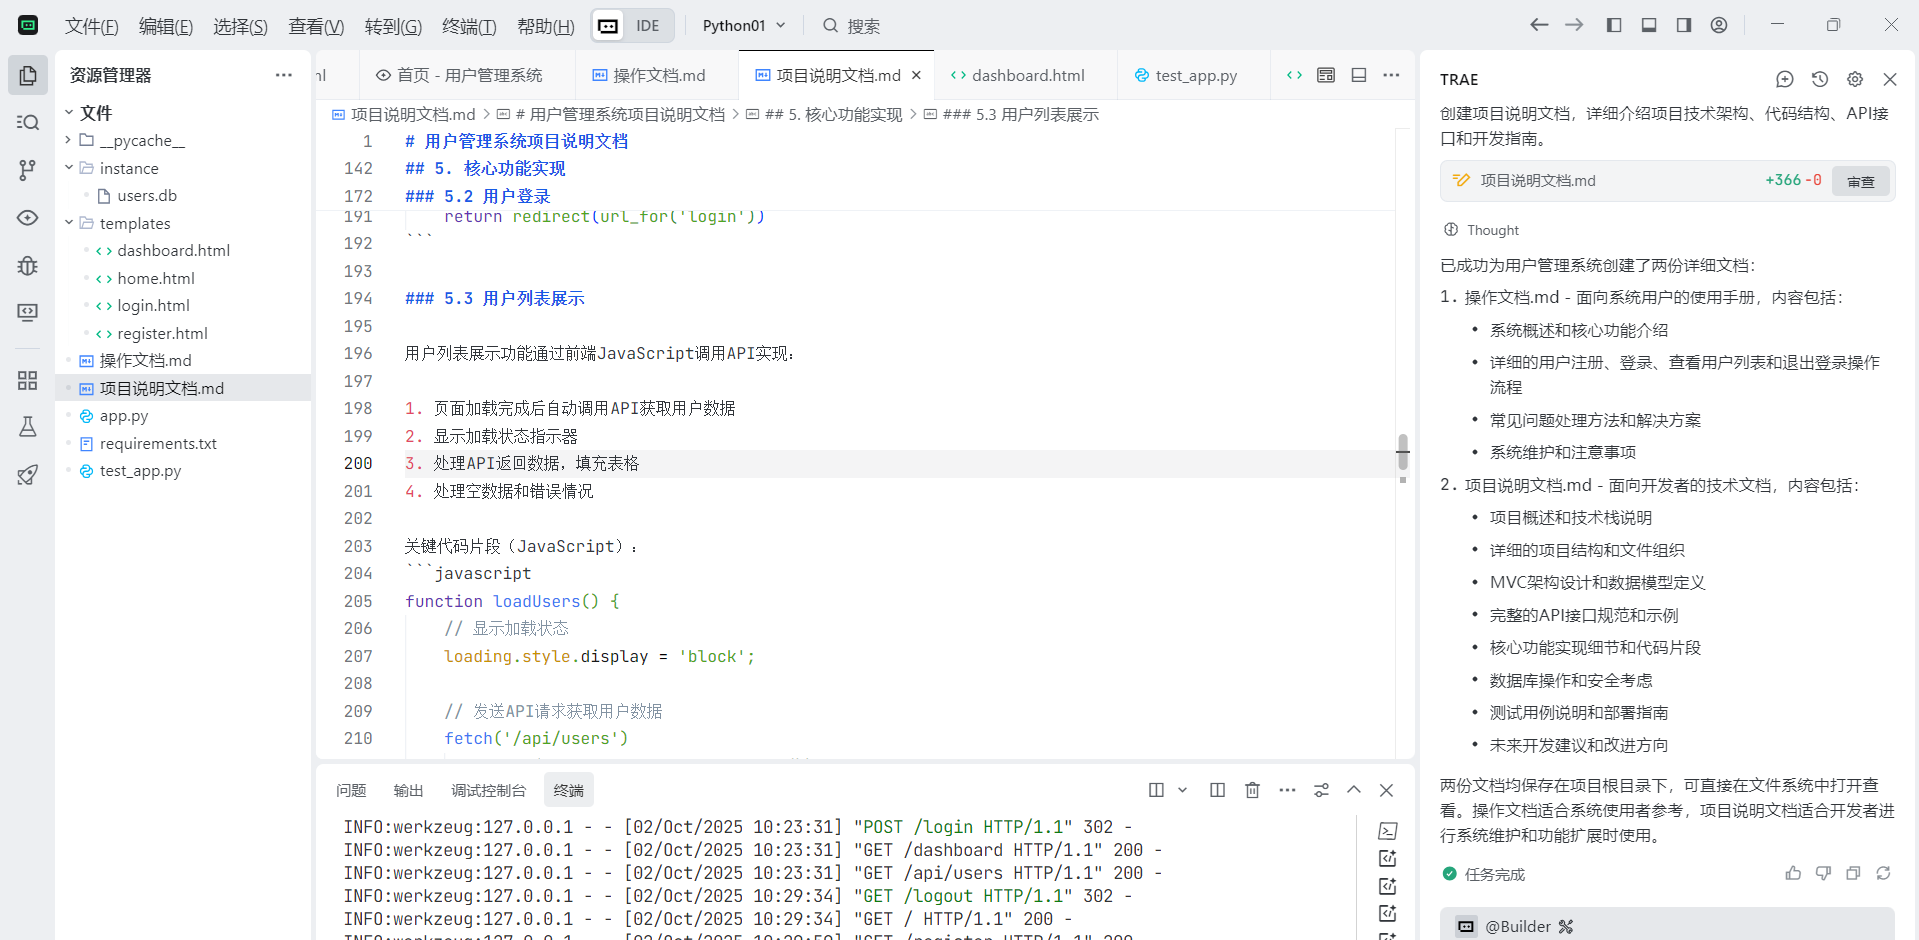 文件(F) 编辑(E) 选择(S) 查看(V) 转到(G) 终端(T) 帮助(H) IDE Python01 搜索
资源管理器
文件
__pycache__
instance
users.db
templates
dashboard.html
home.html
login.html
register.html
操作文档.md
项目说明文档.md
app.py
requirements.txt
test_app.py
首页 - 用户管理系统 操作文档.md 项目说明文档.md dashboard.html test_app.py
项目说明文档.md > # 用户管理系统项目说明文档 > ## 5. 核心功能实现 > ### 5.3 用户列表展示
1 # 用户管理系统项目说明文档
142 ## 5. 核心功能实现
172 ### 5.2 用户登录
191 return redirect(url_for('login'))
192 ```
193
194 ### 5.3 用户列表展示
195
196 用户列表展示功能通过前端JavaScript调用API实现：
197
198 1. 页面加载完成后自动调用API获取用户数据
199 2. 显示加载状态指示器
200 3. 处理API返回数据，填充表格
201 4. 处理空数据和错误情况
202
203 关键代码片段（JavaScript）：
204 ```javascript
205 function loadUsers() {
206 // 显示加载状态
207 loading.style.display = 'block';
208
209 // 发送API请求获取用户数据
210 fetch('/api/users')
问题 输出 调试控制台 终端
INFO:werkzeug:127.0.0.1 - - [02/Oct/2025 10:23:31] "POST /login HTTP/1.1" 302 -
INFO:werkzeug:127.0.0.1 - - [02/Oct/2025 10:23:31] "GET /dashboard HTTP/1.1" 200 -
INFO:werkzeug:127.0.0.1 - - [02/Oct/2025 10:23:31] "GET /api/users HTTP/1.1" 200 -
INFO:werkzeug:127.0.0.1 - - [02/Oct/2025 10:29:34] "GET /logout HTTP/1.1" 302 -
INFO:werkzeug:127.0.0.1 - - [02/Oct/2025 10:29:34] "GET / HTTP/1.1" 200 -
TRAE
创建项目说明文档，详细介绍项目技术架构、代码结构、API接
口和开发指南。
项目说明文档.md +366 -0 审查
Thought
已成功为用户管理系统创建了两份详细文档：
1. 操作文档.md - 面向系统用户的使用手册，内容包括：
• 系统概述和核心功能介绍
• 详细的用户注册、登录、查看用户列表和退出登录操作
流程
• 常见问题处理方法和解决方案
• 系统维护和注意事项
2. 项目说明文档.md - 面向开发者的技术文档，内容包括：
• 项目概述和技术栈说明
• 详细的项目结构和文件组织
• MVC架构设计和数据模型定义
• 完整的API接口规范和示例
• 核心功能实现细节和代码片段
• 数据库操作和安全考虑
• 测试用例说明和部署指南
• 未来开发建议和改进方向
两份文档均保存在项目根目录下，可直接在文件系统中打开查
看。操作文档适合系统使用者参考，项目说明文档适合开发者进
行系统维护和功能扩展时使用。
任务完成
@Builder